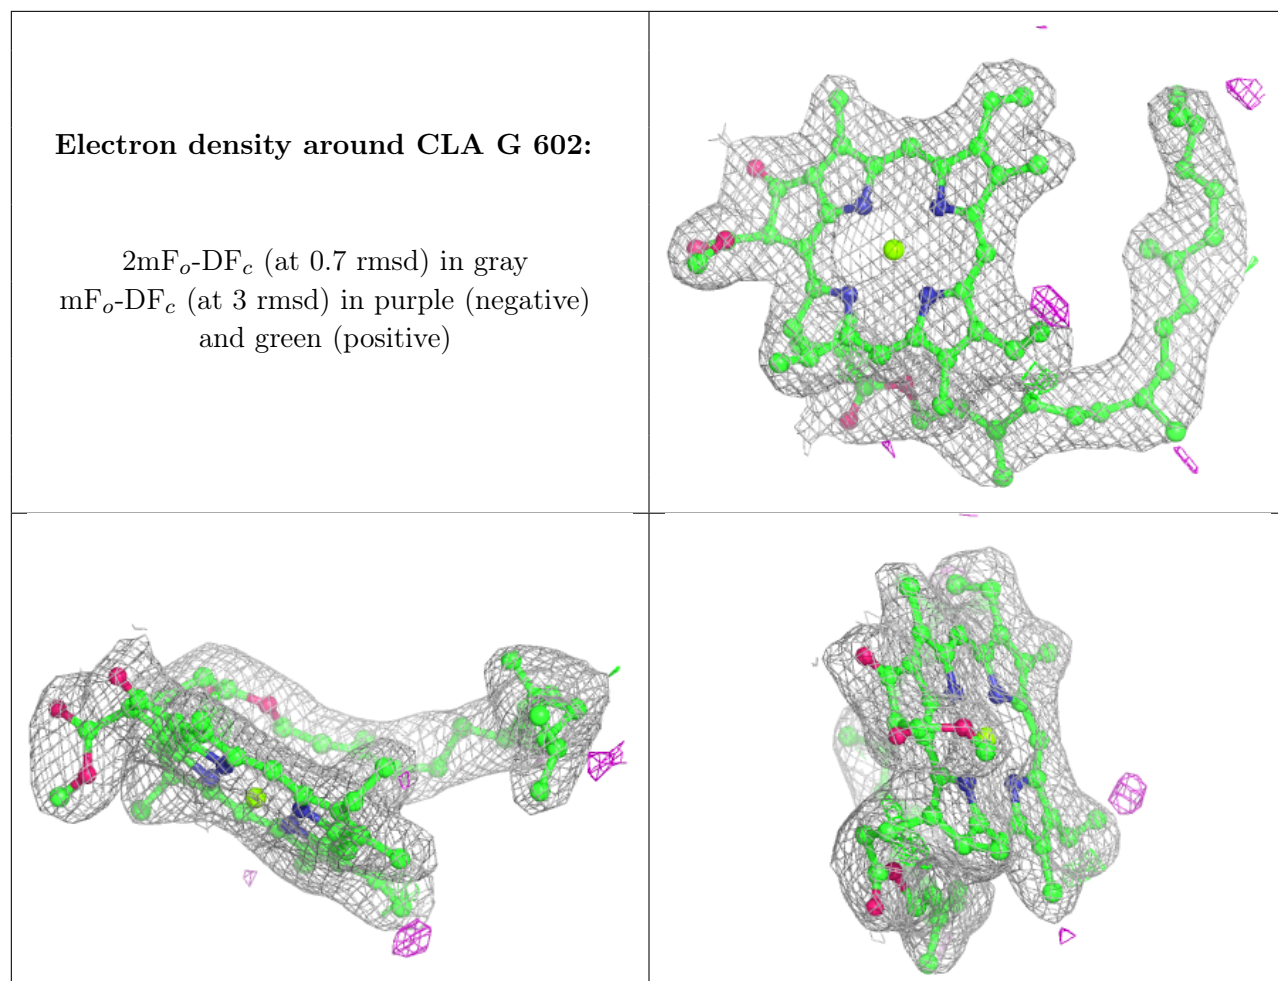 Electron density around CLA G 602:
2mFo-DFc (at 0.7 rmsd) in gray
mFo-DFc (at 3 rmsd) in purple (negative)
and green (positive)